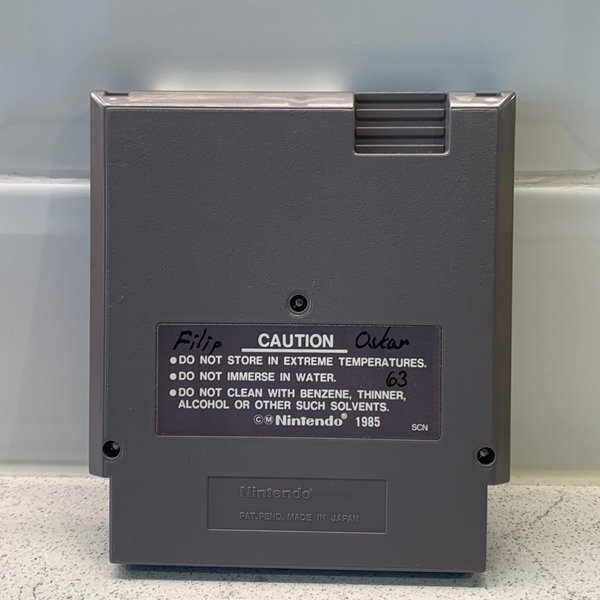 Filip CAUTION Oskar
●DO NOT STORE IN EXTREME TEMPERATURES.
●DO NOT IMMERSE IN WATER. 63
●DO NOT CLEAN WITH BENZENE, THINNER,
ALCOHOL OR OTHER SUCH SOLVENTS.
©Ⓜ Nintendo® 1985
SCN
Nintendo®
PAT. PEND. MADE IN JAPAN